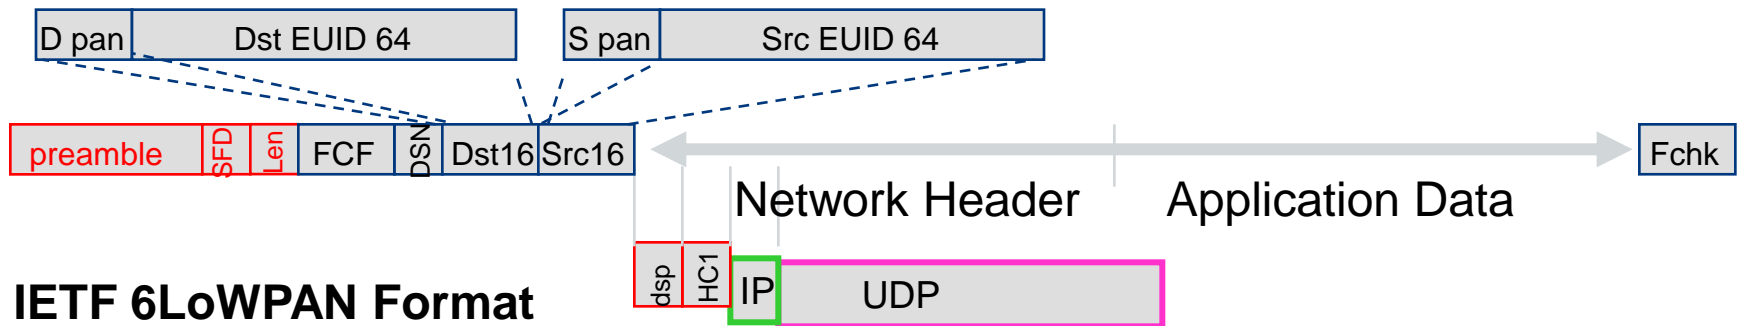 D pan Dst EUID 64 S pan Src EUID 64
preamble SFD Len FCF DSN Dst16 Src16 Fchk
Network Header Application Data
dsp HC1 IP UDP
IETF 6LoWPAN Format